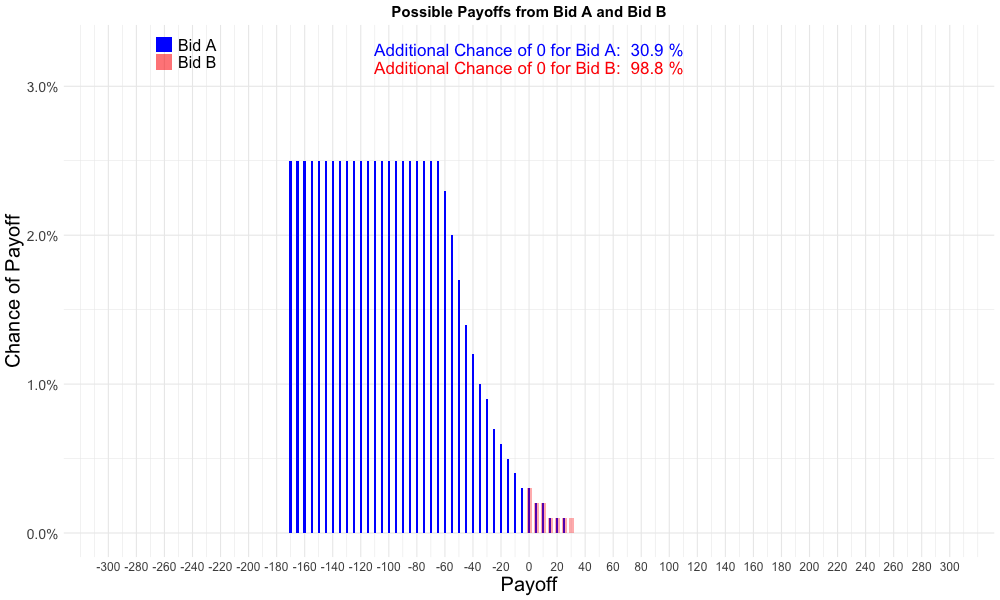 Possible Payoffs from Bid A and Bid B
Bid A
Bid B
Additional Chance of 0 for Bid A:  30.9 %
Additional Chance of 0 for Bid B:  98.8 %
Chance of Payoff
3.0%
2.0%
1.0%
0.0%
-300 -280 -260 -240 -220 -200 -180 -160 -140 -120 -100 -80 -60 -40 -20 0 20 40 60 80 100 120 140 160 180 200 220 240 260 280 300
Payoff